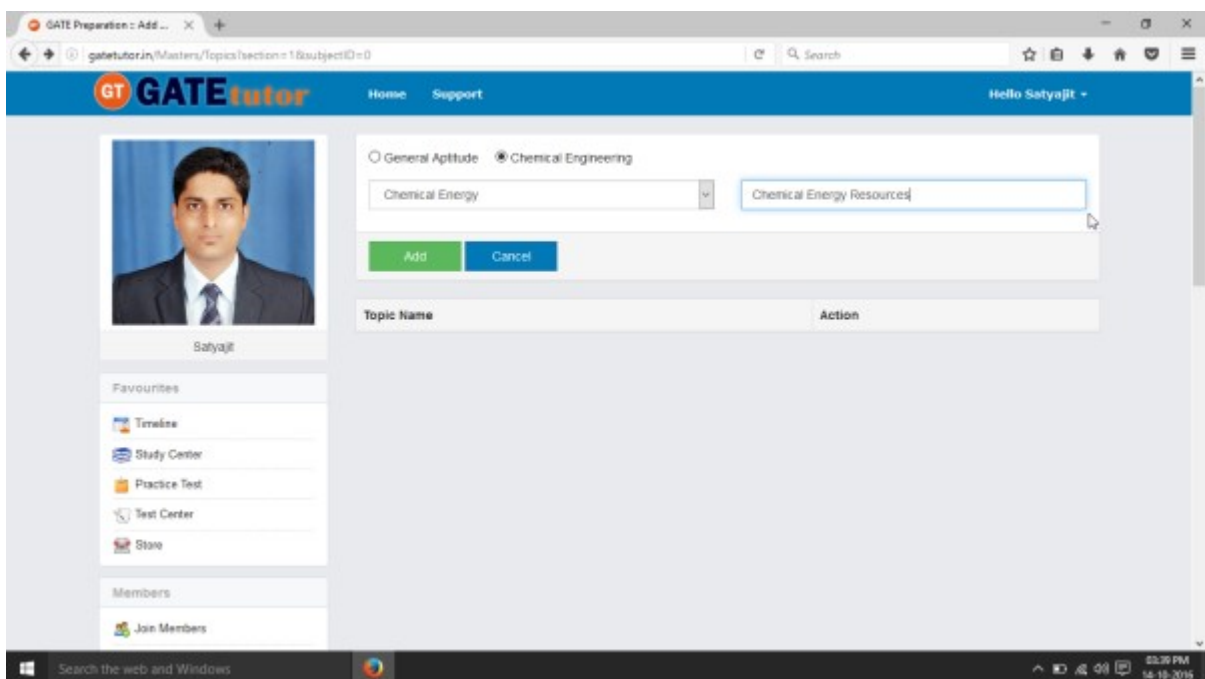 GATE Preparation :: Add ...
gatetutor.in/Masters/Topics?section=1&subjectID=0
Search
GT GATEtutor
Home Support
Hello Satyajit
General Aptitude Chemical Engineering
Chemical Energy
Chemical Energy Resources
Add Cancel
Topic Name Action
Satyajit
Favourites
Timeline
Study Center
Practice Test
Test Center
Store
Members
Join Members
Search the web and Windows
03:39 PM
14-10-2016